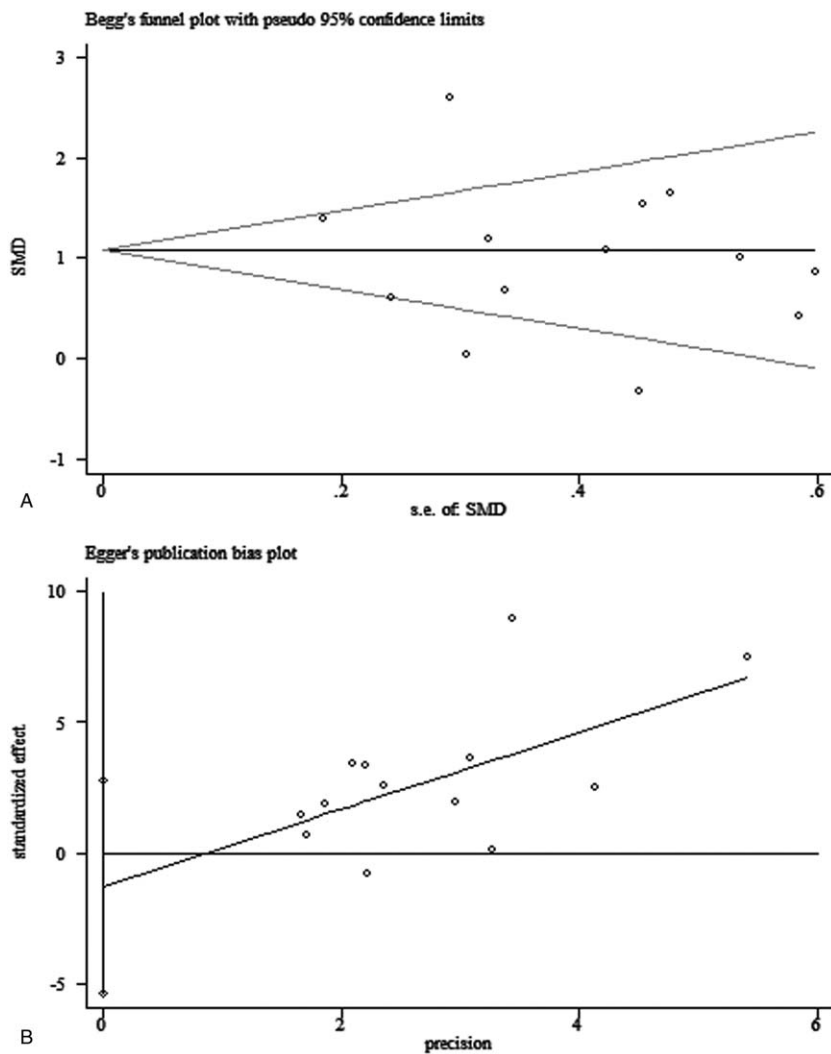 Begg's funnel plot with pseudo 95% confidence limits
3
2
SMD
1
0
-1
A
0 .2 .4 .6
s.e. of: SMD
Egger's publication bias plot
10
5
standardized effect
0
-5
B
0 2 4 6
precision